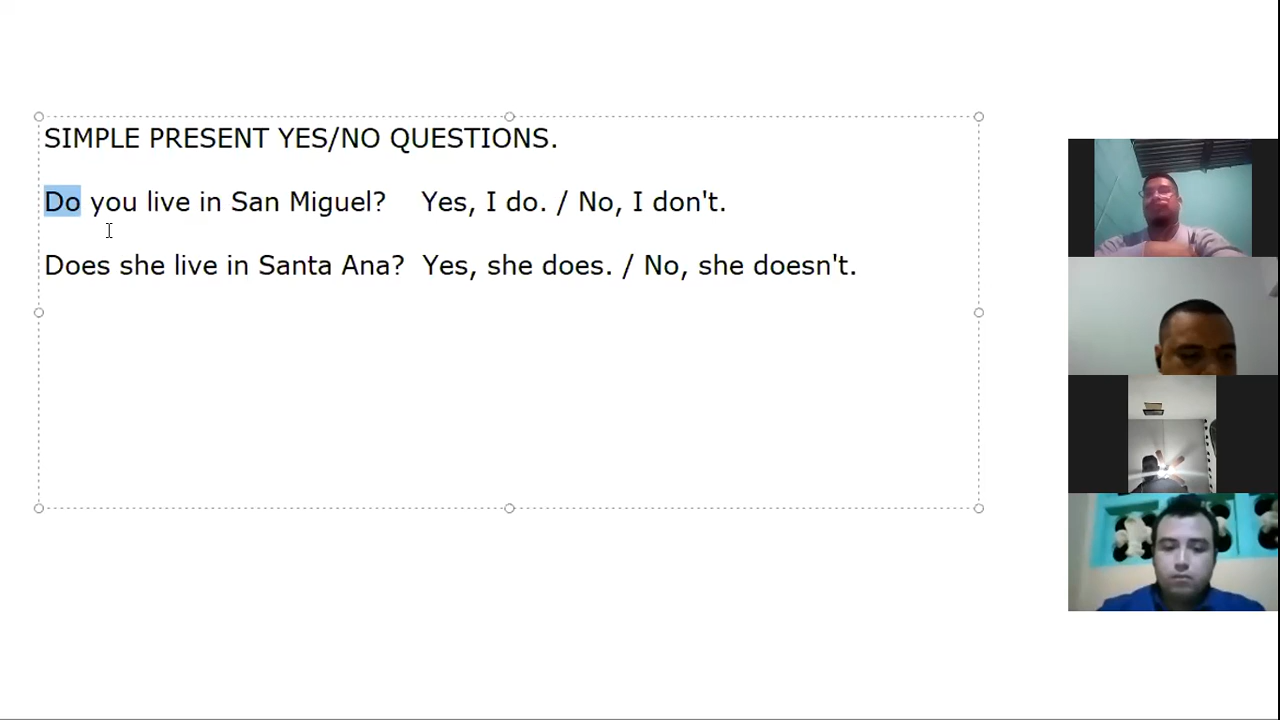 SIMPLE PRESENT YES/NO QUESTIONS.
Do you live in San Miguel? Yes, I do. / No, I don't.
Does she live in Santa Ana? Yes, she does. / No, she doesn't.